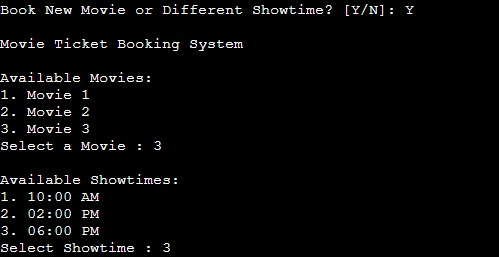 Book New Movie or Different Showtime? [Y/N]: Y
Movie Ticket Booking System
Available Movies:
1. Movie 1
2. Movie 2
3. Movie 3
Select a Movie : 3
Available Showtimes:
1. 10:00 AM
2. 02:00 PM
3. 06:00 PM
Select Showtime : 3